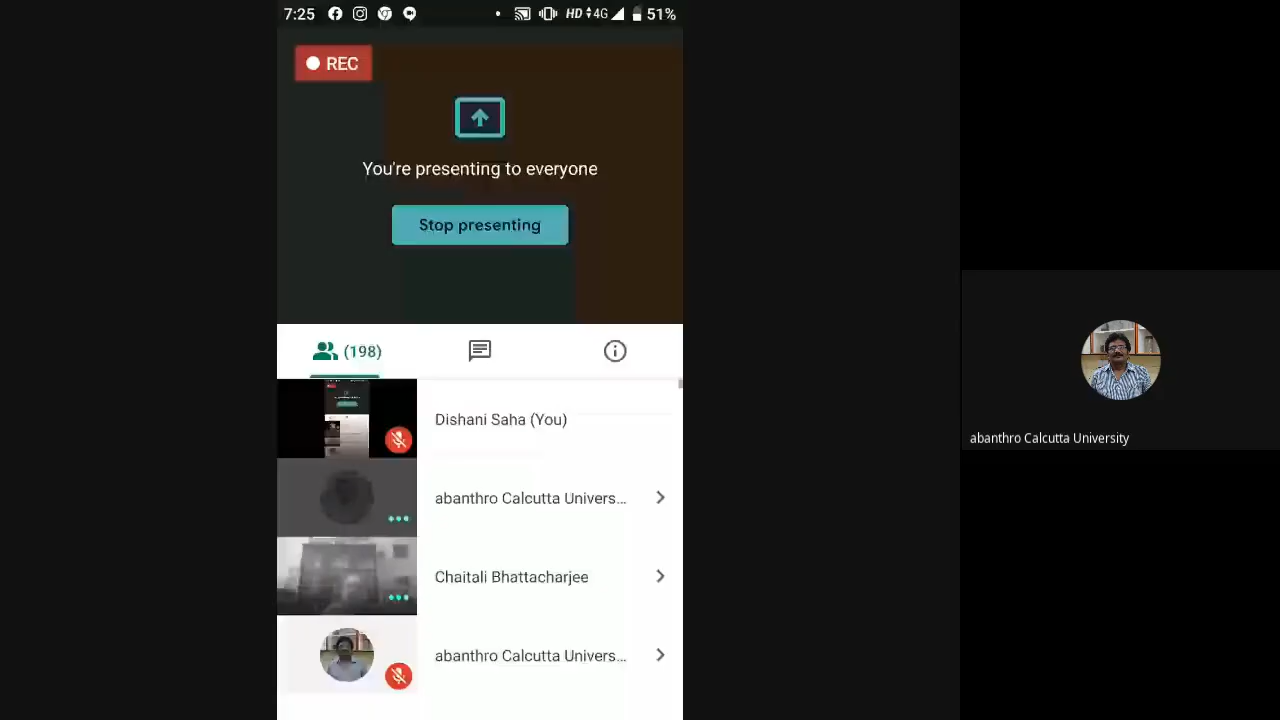 7:25 HD 4G 51%
REC
You're presenting to everyone
Stop presenting
(198)
Dishani Saha (You)
abanthro Calcutta Univers...
Chaitali Bhattacharjee
abanthro Calcutta Univers...
abanthro Calcutta University